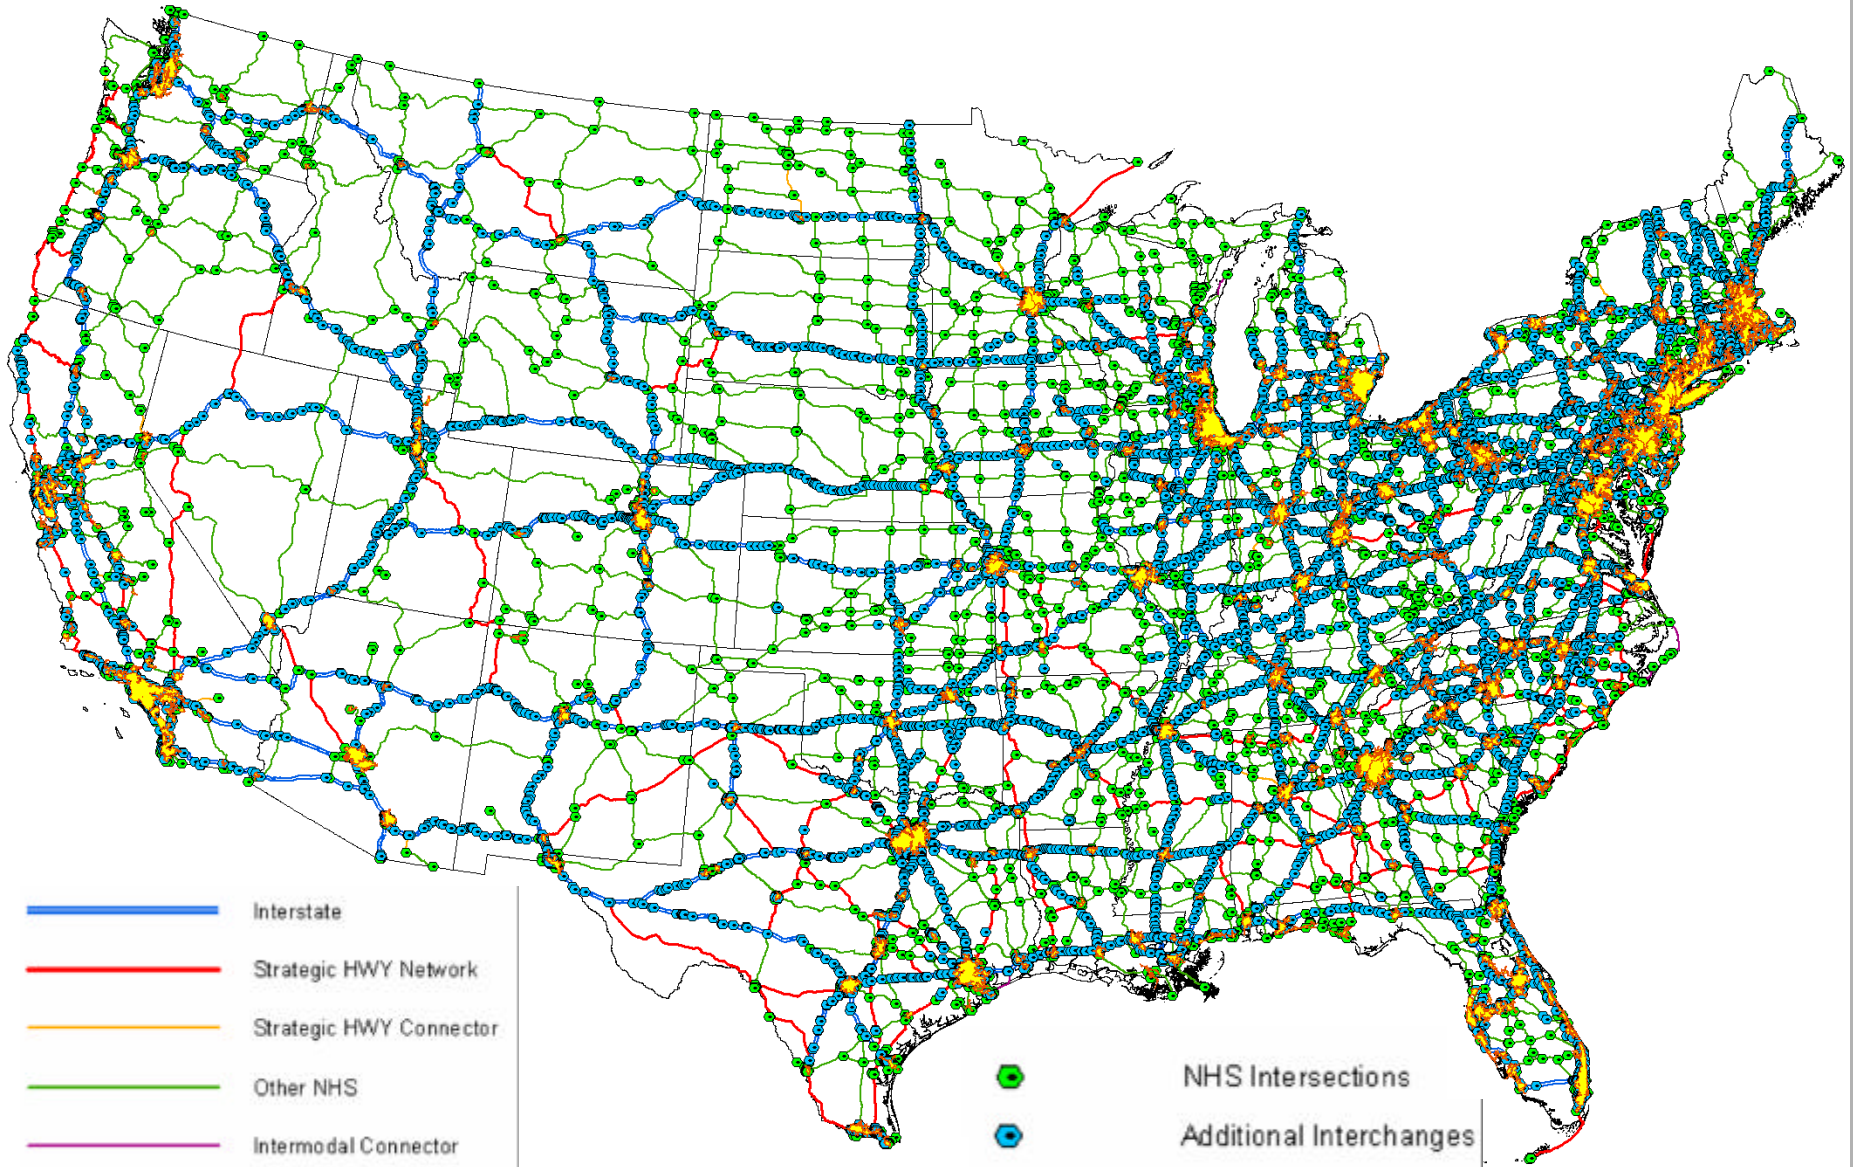 Interstate
Strategic HWY Network
Strategic HWY Connector
Other NHS
Intermodal Connector
NHS Intersections
Additional Interchanges